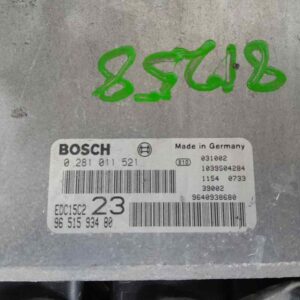 81258
BOSCH
Made in Germany
0 281 011 521
031002
1039S04284
1154 0733
39002
9640938680
EDC15C2 23
96 515 934 80